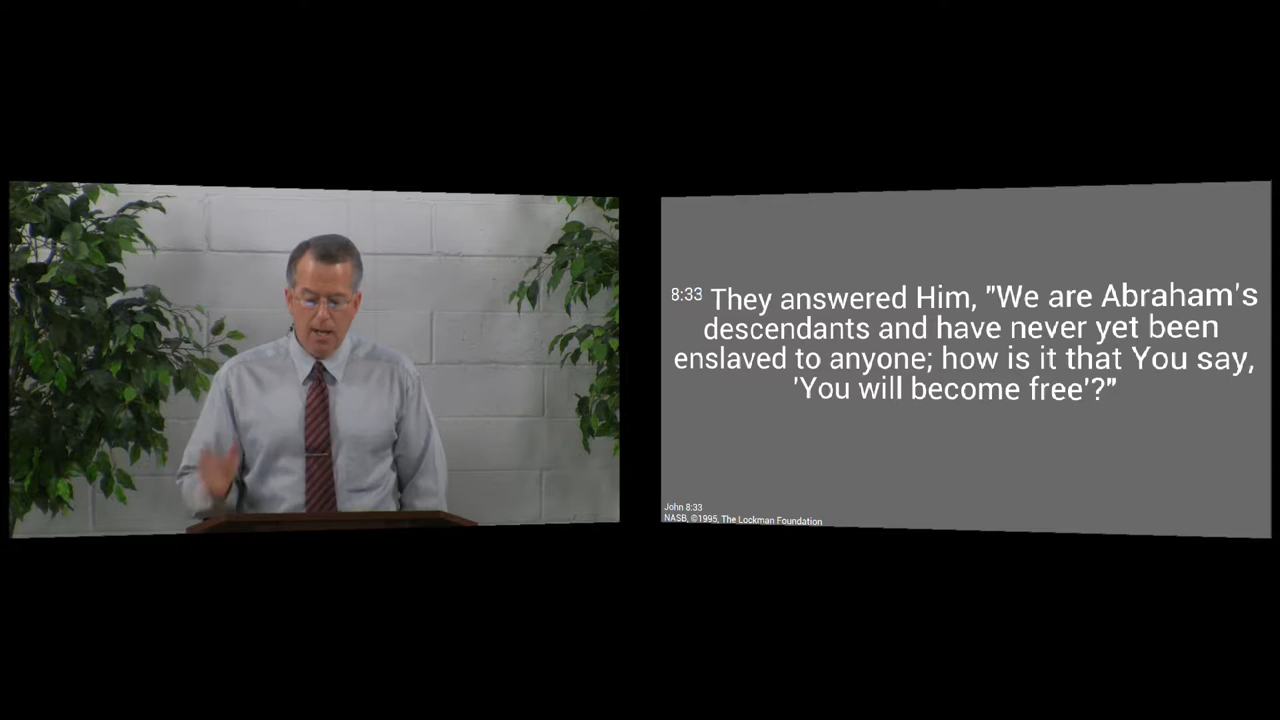 8:33 They answered Him, "We are Abraham's
descendants and have never yet been
enslaved to anyone; how is it that You say,
'You will become free'?"
John 8:33
NASB, ©1995, The Lockman Foundation